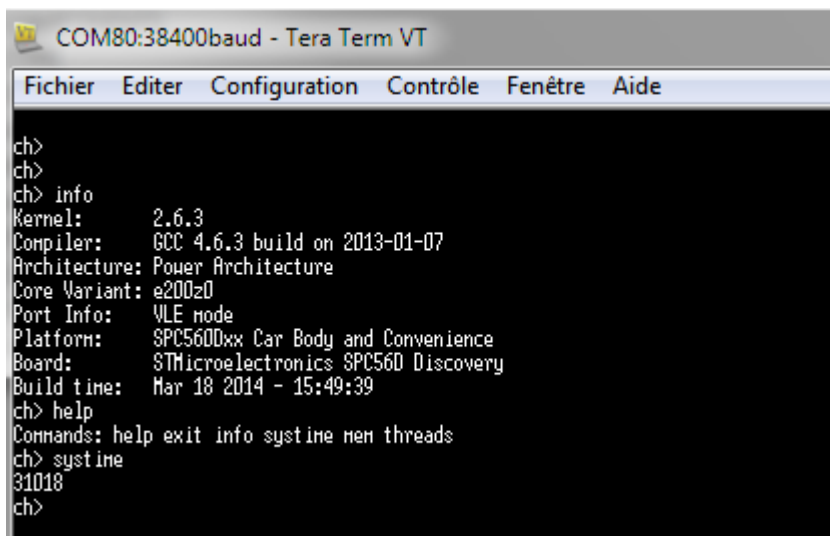 COM80:38400baud - Tera Term VT
Fichier Editer Configuration Contrôle Fenêtre Aide
ch>
ch>
ch> info
Kernel: 2.6.3
Compiler: GCC 4.6.3 build on 2013-01-07
Architecture: Power Architecture
Core Variant: e200z0
Port Info: VLE mode
Platform: SPC560Dxx Car Body and Convenience
Board: STMicroelectronics SPC56D Discovery
Build time: Mar 18 2014 - 15:49:39
ch> help
Commands: help exit info systime mem threads
ch> systime
31018
ch>